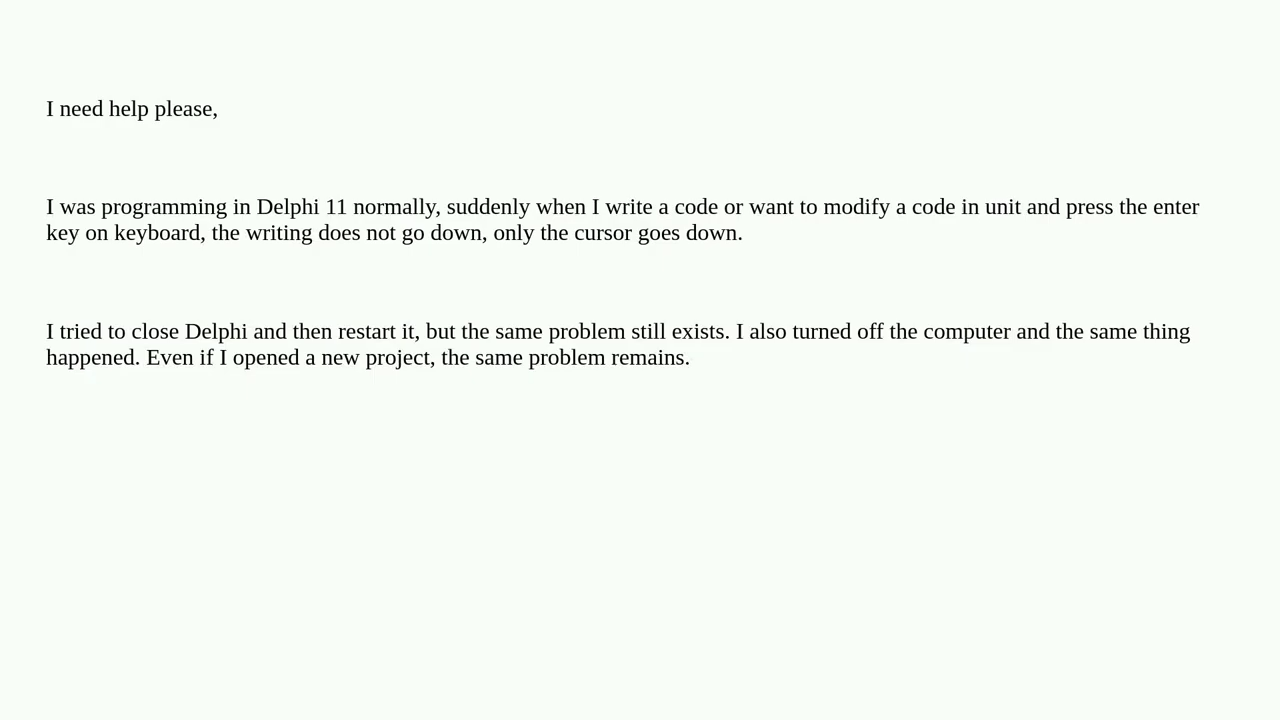 I need help please,
I was programming in Delphi 11 normally, suddenly when I write a code or want to modify a code in unit and press the enter
key on keyboard, the writing does not go down, only the cursor goes down.
I tried to close Delphi and then restart it, but the same problem still exists. I also turned off the computer and the same thing
happened. Even if I opened a new project, the same problem remains.